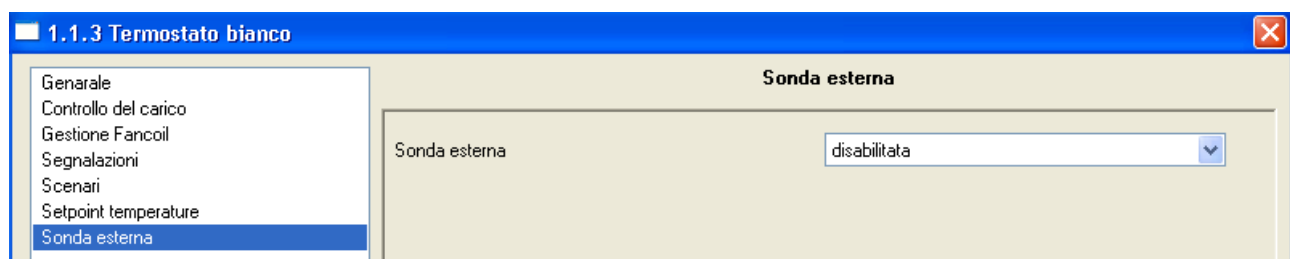 1.1.3 Termostato bianco
Genarale
Controllo del carico
Gestione Fancoil
Segnalazioni
Scenari
Setpoint temperature
Sonda esterna
Sonda esterna
Sonda esterna
disabilitata